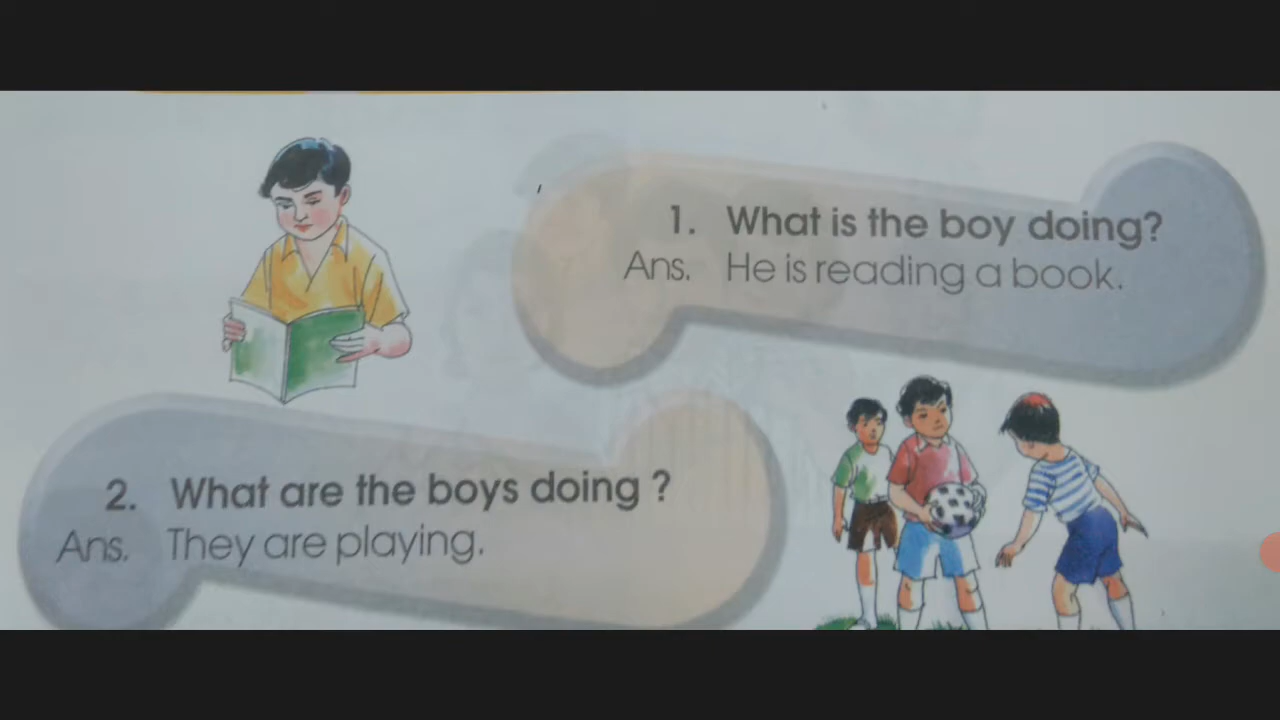 1. What is the boy doing?
Ans. He is reading a book.
2. What are the boys doing ?
Ans. They are playing.